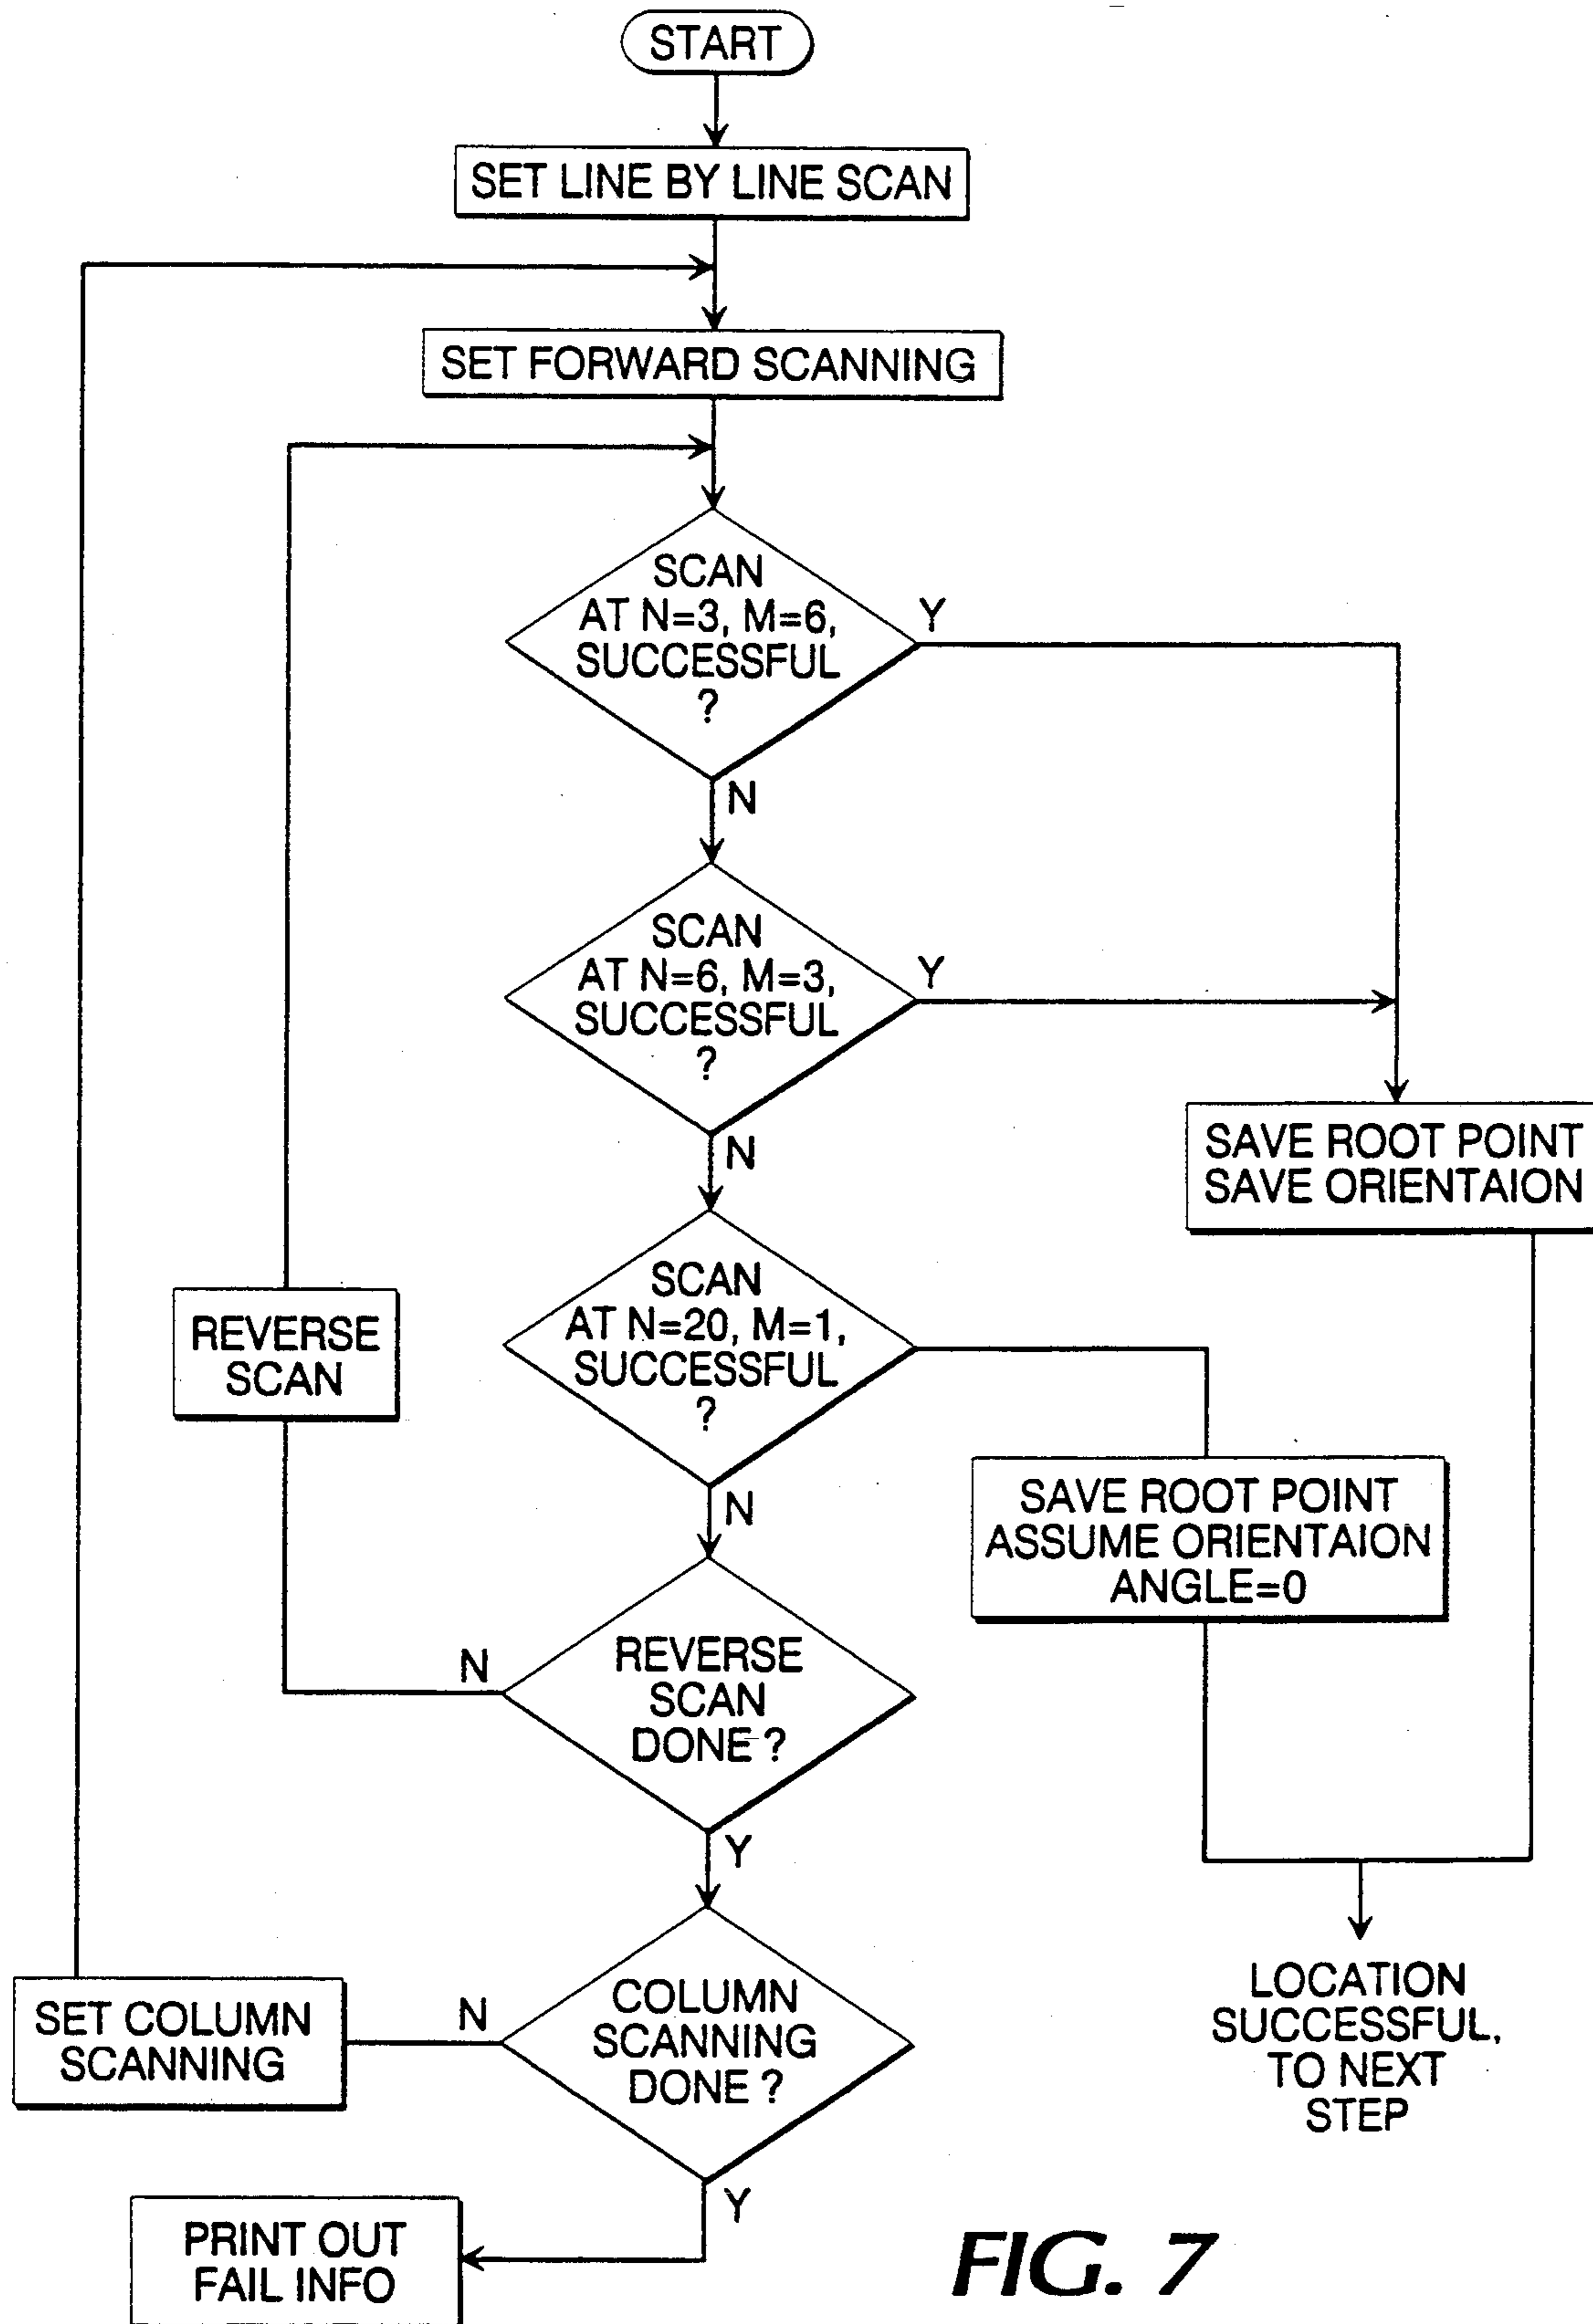 START
SET LINE BY LINE SCAN
SET FORWARD SCANNING
SCAN
AT N=3, M=6,
SUCCESSFUL
?
Y
N
SCAN
AT N=6, M=3,
SUCCESSFUL
?
Y
N
SAVE ROOT POINT
SAVE ORIENTAION
SCAN
AT N=20, M=1,
SUCCESSFUL
?
N
REVERSE
SCAN
SAVE ROOT POINT
ASSUME ORIENTAION
ANGLE=0
REVERSE
SCAN
DONE ?
N
Y
COLUMN
SCANNING
DONE ?
N
Y
SET COLUMN
SCANNING
LOCATION
SUCCESSFUL,
TO NEXT
STEP
PRINT OUT
FAIL INFO
FIG. 7